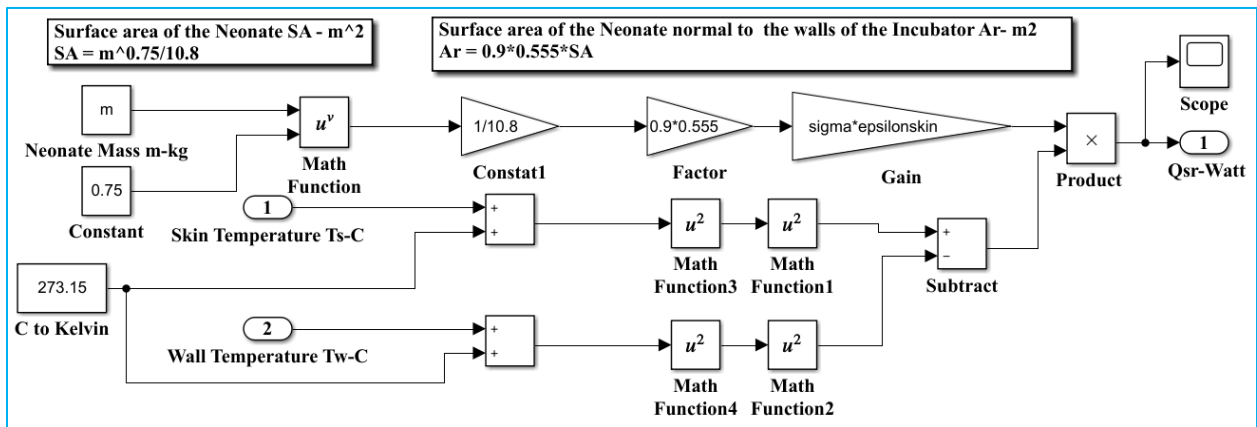 Surface area of the Neonate SA - m^2
SA = m^0.75/10.8
Surface area of the Neonate normal to the walls of the Incubator Ar- m2
Ar = 0.9*0.555*SA
m
Neonate Mass m-kg
0.75
Constant
u^v
Math
Function
1/10.8
Constat1
0.9*0.555
Factor
sigma*epsilonskin
Gain
×
Product
Scope
1
Qsr-Watt
1
Skin Temperature Ts-C
+
+
u²
Math
Function3
u²
Math
Function1
+
−
Subtract
273.15
C to Kelvin
2
Wall Temperature Tw-C
+
+
u²
Math
Function4
u²
Math
Function2